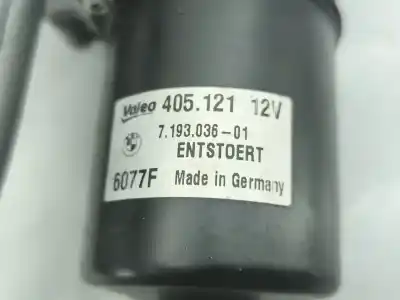 Valeo 405.121 12V
7.193.036-01
ENTSTOERT
6077F Made in Germany